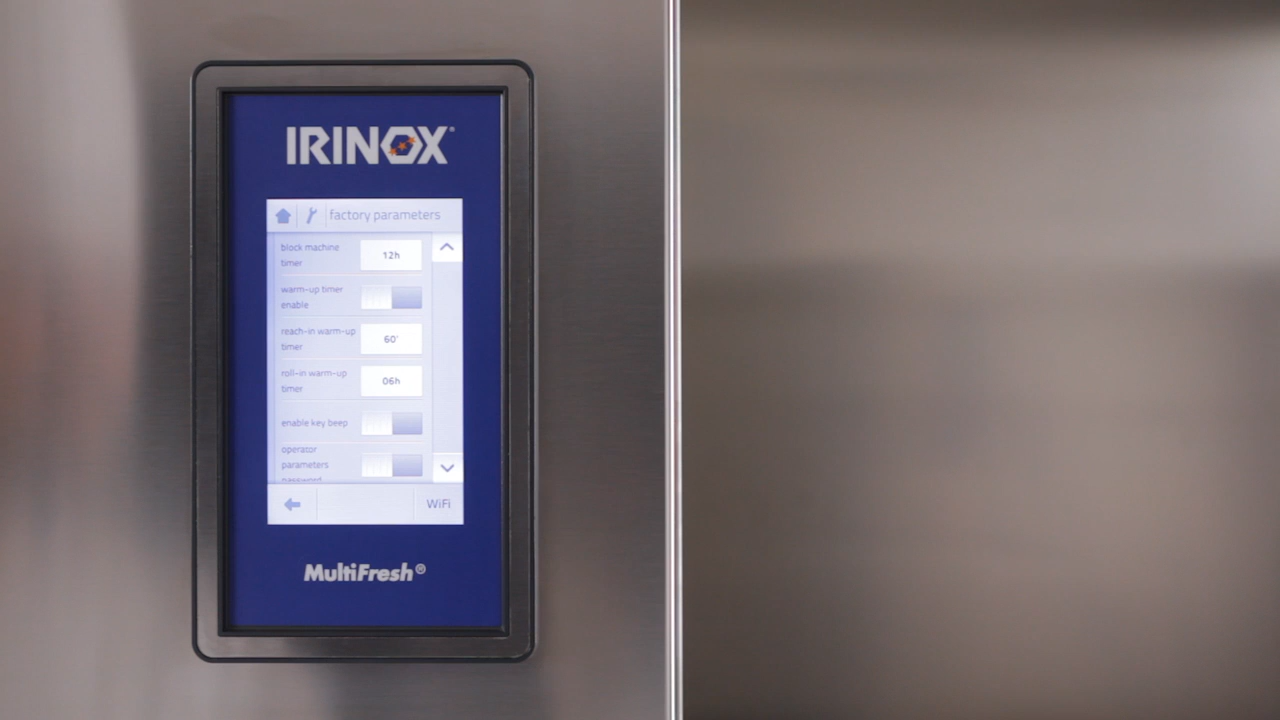 IRINOX®
factory parameters
block machine
timer
12h
warm-up timer
enable
reach-in warm-up
timer
60'
roll-in warm-up
timer
06h
enable key beep
operator
parameters
password
WiFi
MultiFresh®